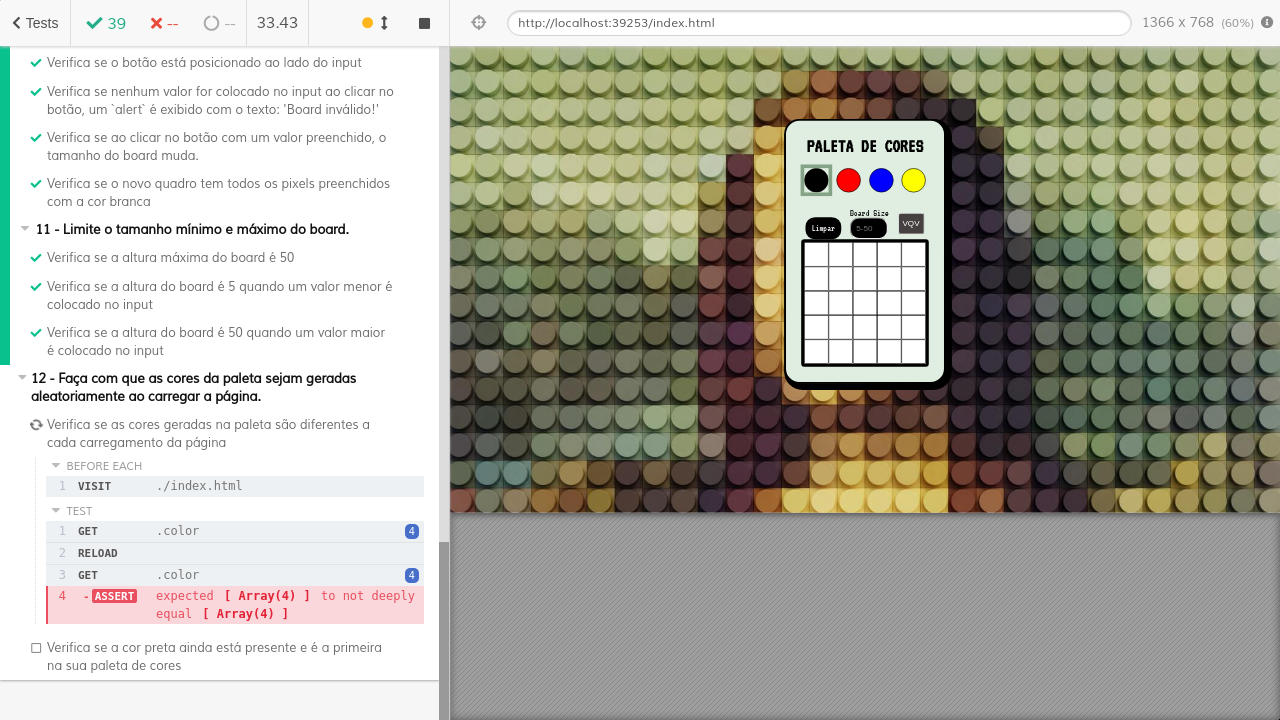 Tests
39
--
--
33.43
http://localhost:39253/index.html
1366 x 768 (60%)
Verifica se o botão está posicionado ao lado do input
Verifica se nenhum valor for colocado no input ao clicar no
botão, um `alert` é exibido com o texto: 'Board inválido!'
Verifica se ao clicar no botão com um valor preenchido, o
tamanho do board muda.
Verifica se o novo quadro tem todos os pixels preenchidos
com a cor branca
11 - Limite o tamanho mínimo e máximo do board.
Verifica se a altura máxima do board é 50
Verifica se a altura do board é 5 quando um valor menor é
colocado no input
Verifica se a altura do board é 50 quando um valor maior
é colocado no input
12 - Faça com que as cores da paleta sejam geradas
aleatoriamente ao carregar a página.
Verifica se as cores geradas na paleta são diferentes a
cada carregamento da página
BEFORE EACH
1 VISIT ./index.html
TEST
1 GET .color 4
2 RELOAD
3 GET .color 4
4 -ASSERT expected [ Array(4) ] to not deeply
equal [ Array(4) ]
Verifica se a cor preta ainda está presente e é a primeira
na sua paleta de cores
PALETA DE CORES
Board Size
Limpar
5-50
VQV